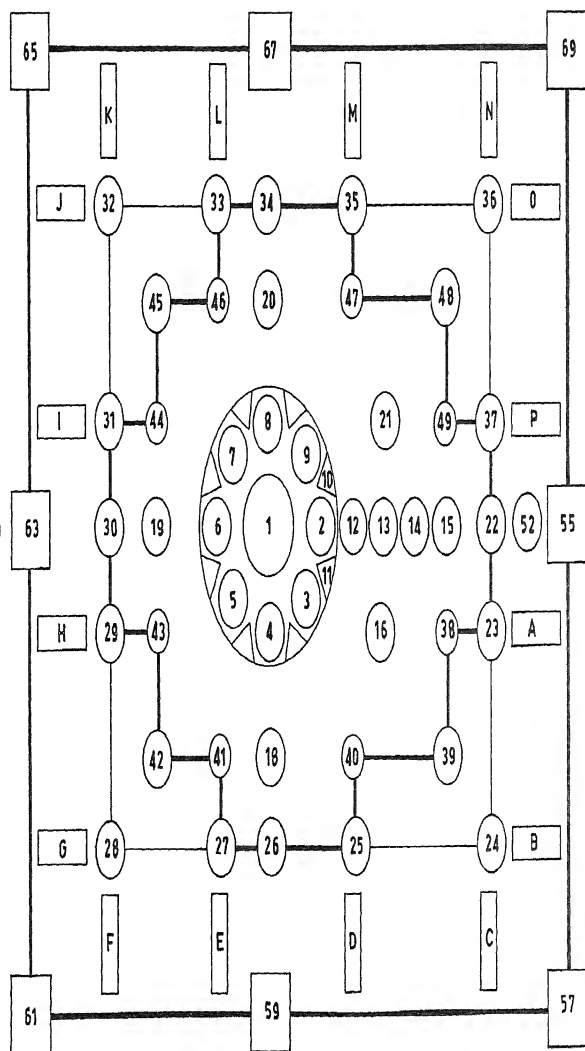 65 67 69
K L M N
J 32 33 34 35 36 O
45 46 20 47 48
I 31 44 8 21 49 37 P
7 9
10
63 30 19 6 1 2 12 13 14 15 22 52 55
11
5 3
H 29 43 4 16 38 23 A
42 41 18 40 39
G 28 27 26 25 24 B
F E D C
61 59 57